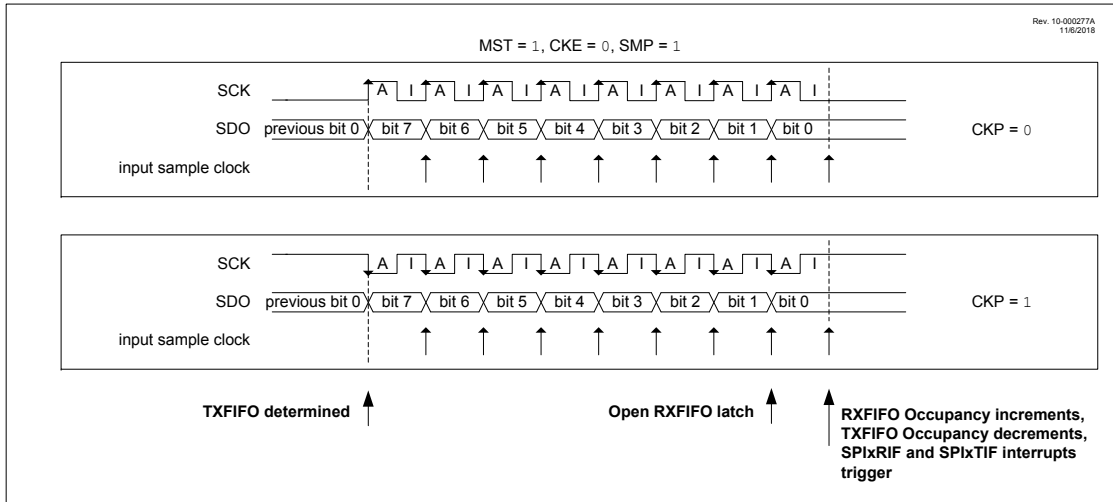 Rev. 10-000277A
11/6/2018
MST = 1, CKE = 0, SMP = 1
SCK A I A I A I A I A I A I A I A I
SDO previous bit 0 bit 7 bit 6 bit 5 bit 4 bit 3 bit 2 bit 1 bit 0 CKP = 0
input sample clock
SCK A I A I A I A I A I A I A I A I
SDO previous bit 0 bit 7 bit 6 bit 5 bit 4 bit 3 bit 2 bit 1 bit 0 CKP = 1
input sample clock
TXFIFO determined
Open RXFIFO latch
RXFIFO Occupancy increments,
TXFIFO Occupancy decrements,
SPIxRIF and SPIxTIF interrupts
trigger